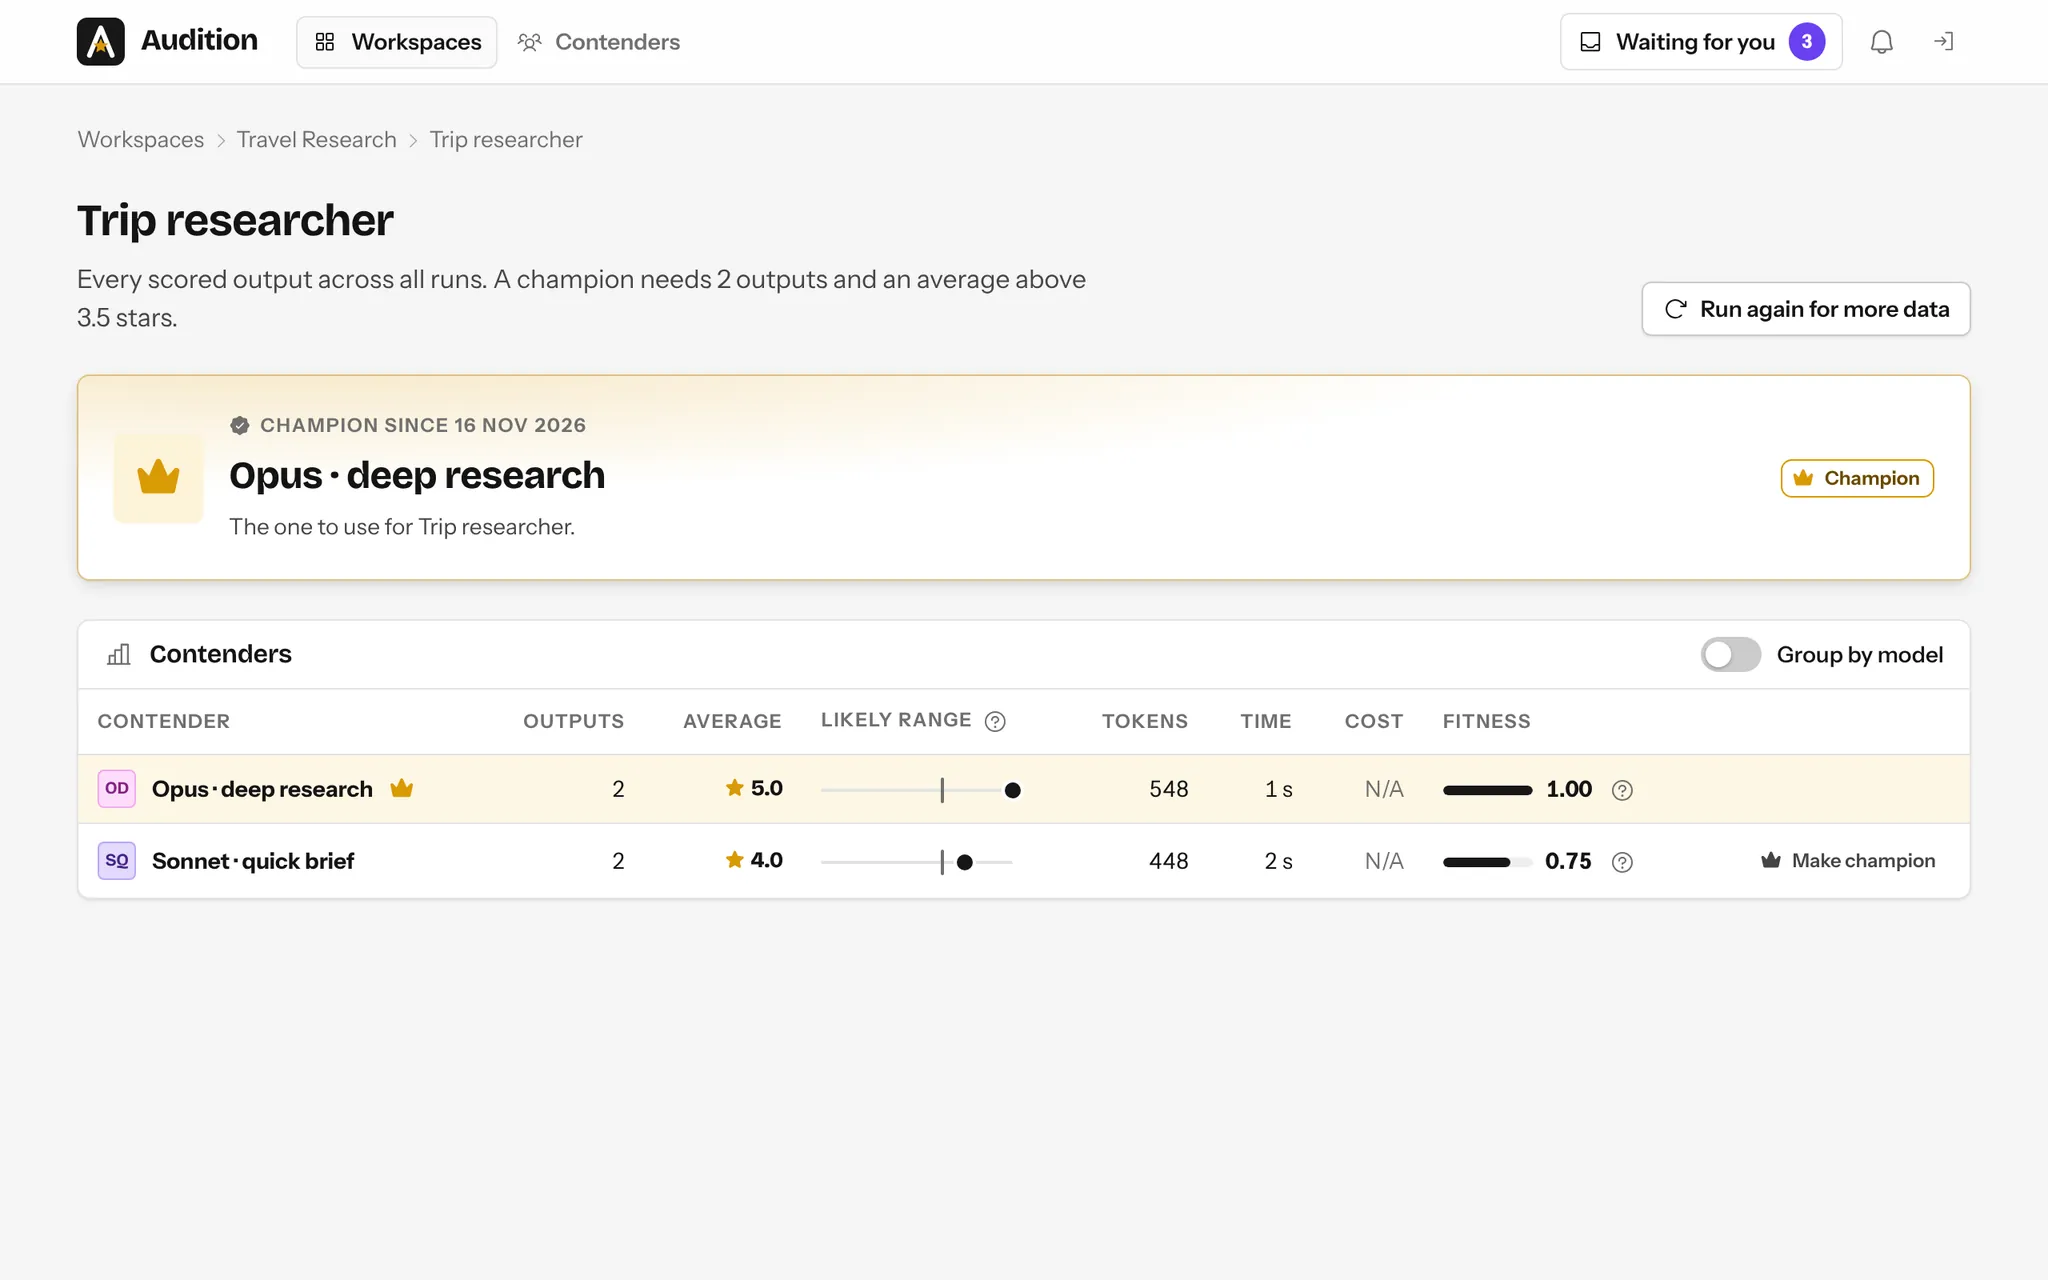 Audition
Workspaces
Contenders
Waiting for you 3
Workspaces > Travel Research > Trip researcher
Trip researcher
Every scored output across all runs. A champion needs 2 outputs and an average above
3.5 stars.
Run again for more data
CHAMPION SINCE 16 NOV 2026
Opus · deep research
The one to use for Trip researcher.
Champion
Contenders
Group by model
CONTENDER OUTPUTS AVERAGE LIKELY RANGE ? TOKENS TIME COST FITNESS
OD Opus · deep research 2 5.0 548 1 s N/A 1.00 ?
SQ Sonnet · quick brief 2 4.0 448 2 s N/A 0.75 ? Make champion